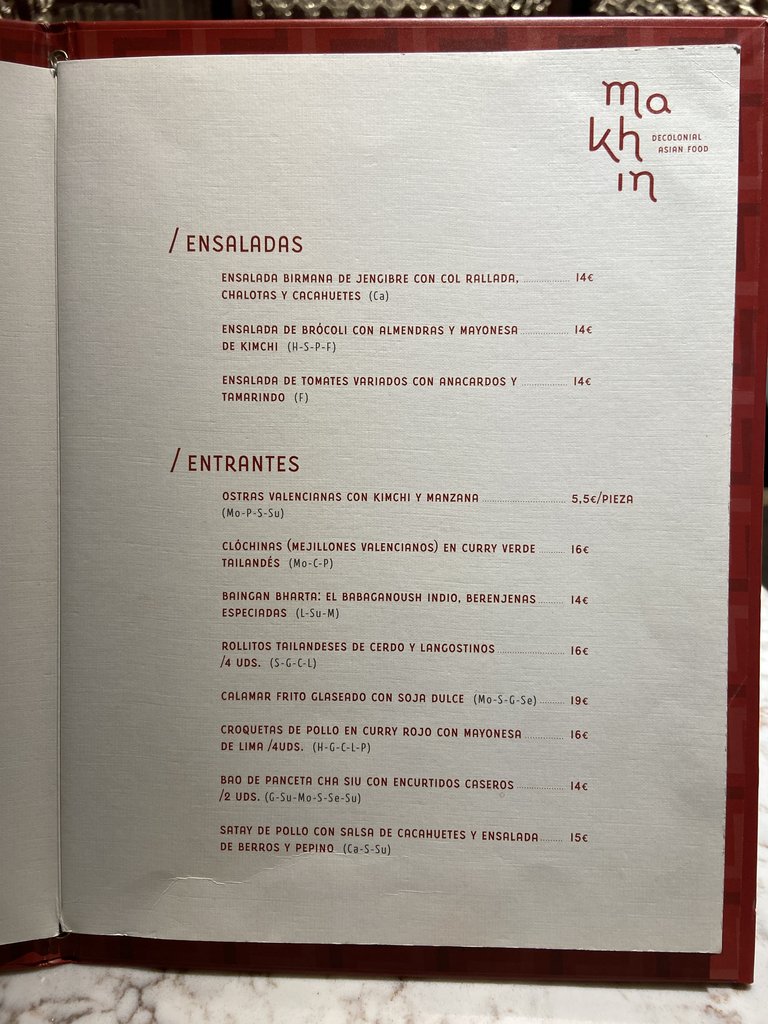 ma
kh
in
DECOLONIAL
ASIAN FOOD
/ ENSALADAS
ENSALADA BIRMANA DE JENGIBRE CON COL RALLADA, 14€
CHALOTAS Y CACAHUETES (Ca)
ENSALADA DE BRÓCOLI CON ALMENDRAS Y MAYONESA 14€
DE KIMCHI (H-S-P-F)
ENSALADA DE TOMATES VARIADOS CON ANACARDOS Y 14€
TAMARINDO (F)
/ ENTRANTES
OSTRAS VALENCIANAS CON KIMCHI Y MANZANA 5,5€/PIEZA
(Mo-P-S-Su)
CLÓCHINAS (MEJILLONES VALENCIANOS) EN CURRY VERDE 16€
TAILANDÉS (Mo-C-P)
BAINGAN BHARTA: EL BABAGANOUSH INDIO, BERENJENAS 14€
ESPECIADAS (L-Su-M)
ROLLITOS TAILANDESES DE CERDO Y LANGOSTINOS 16€
/4 UDS. (S-G-C-L)
CALAMAR FRITO GLASEADO CON SOJA DULCE (Mo-S-G-Se) 19€
CROQUETAS DE POLLO EN CURRY ROJO CON MAYONESA 16€
DE LIMA /4UDS. (H-G-C-L-P)
BAO DE PANCETA CHA SIU CON ENCURTIDOS CASEROS 14€
/2 UDS. (G-Su-Mo-S-Se-Su)
SATAY DE POLLO CON SALSA DE CACAHUETES Y ENSALADA 15€
DE BERROS Y PEPINO (Ca-S-Su)